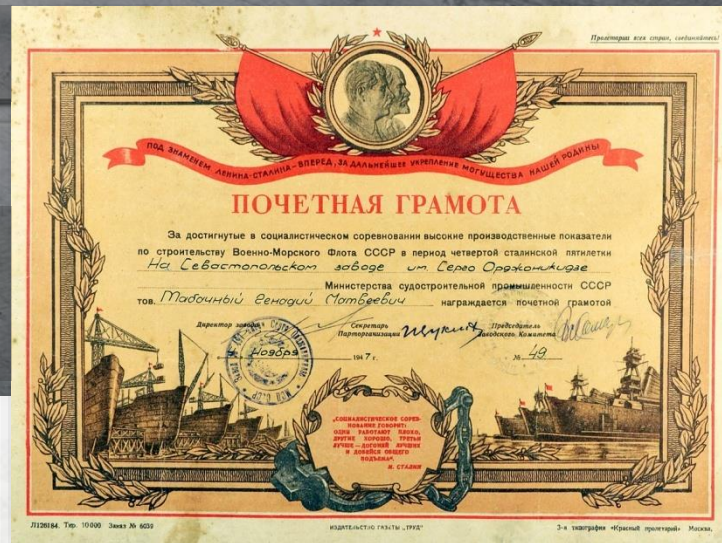 Пролетарии всех стран, соединяйтесь!
ПОД ЗНАМЕНЕМ ЛЕНИНА-СТАЛИНА - ВПЕРЕД, ЗА ДАЛЬНЕЙШЕЕ УКРЕПЛЕНИЕ МОГУЩЕСТВА НАШЕЙ РОДИНЫ
ПОЧЕТНАЯ ГРАМОТА
За достигнутые в социалистическом соревновании высокие производственные показатели
по строительству Военно-Морского Флота СССР в период четвертой сталинской пятилетки
На Севастопольском заводе им. Серго Орджоникидзе
Министерства судостроительной промышленности СССР
тов. Табачный Генадий Матвеевич награждается почетной грамотой
Директор завода
Секретарь Парторганизации
Председатель Заводского Комитета
Ноября 1947 г.
№ 49
„СОЦИАЛИСТИЧЕСКОЕ СОРЕВ-
НОВАНИЕ ГОВОРИТ:
ОДНИ РАБОТАЮТ ПЛОХО,
ДРУГИЕ ХОРОШО, ТРЕТЬИ
ЛУЧШЕ — ДОГОНЯЙ ЛУЧШИХ
И ДОБЕЙСЯ ОБЩЕГО
ПОДЪЕМА".
И. СТАЛИН
Л126184. Тир. 10000 Заказ № 6039
ИЗДАТЕЛЬСТВО ГАЗЕТЫ „ТРУД"
3-я типография «Красный пролетарий» Москва,